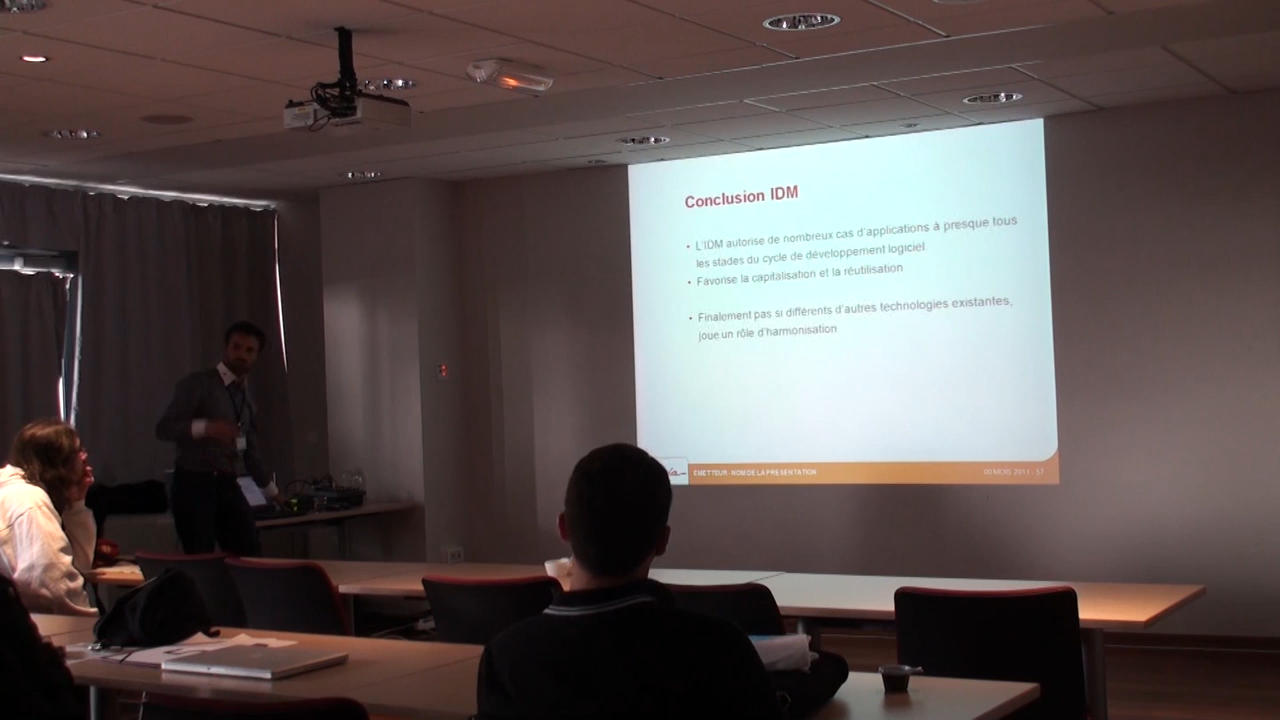 Conclusion IDM
• L'IDM autorise de nombreux cas d'applications à presque tous
les stades du cycle de développement logiciel
• Favorise la capitalisation et la réutilisation
• Finalement pas si différents d'autres technologies existantes,
joue un rôle d'harmonisation
EMETTEUR - NOM DE LA PRESENTATION
00 MOIS 2011 - 57